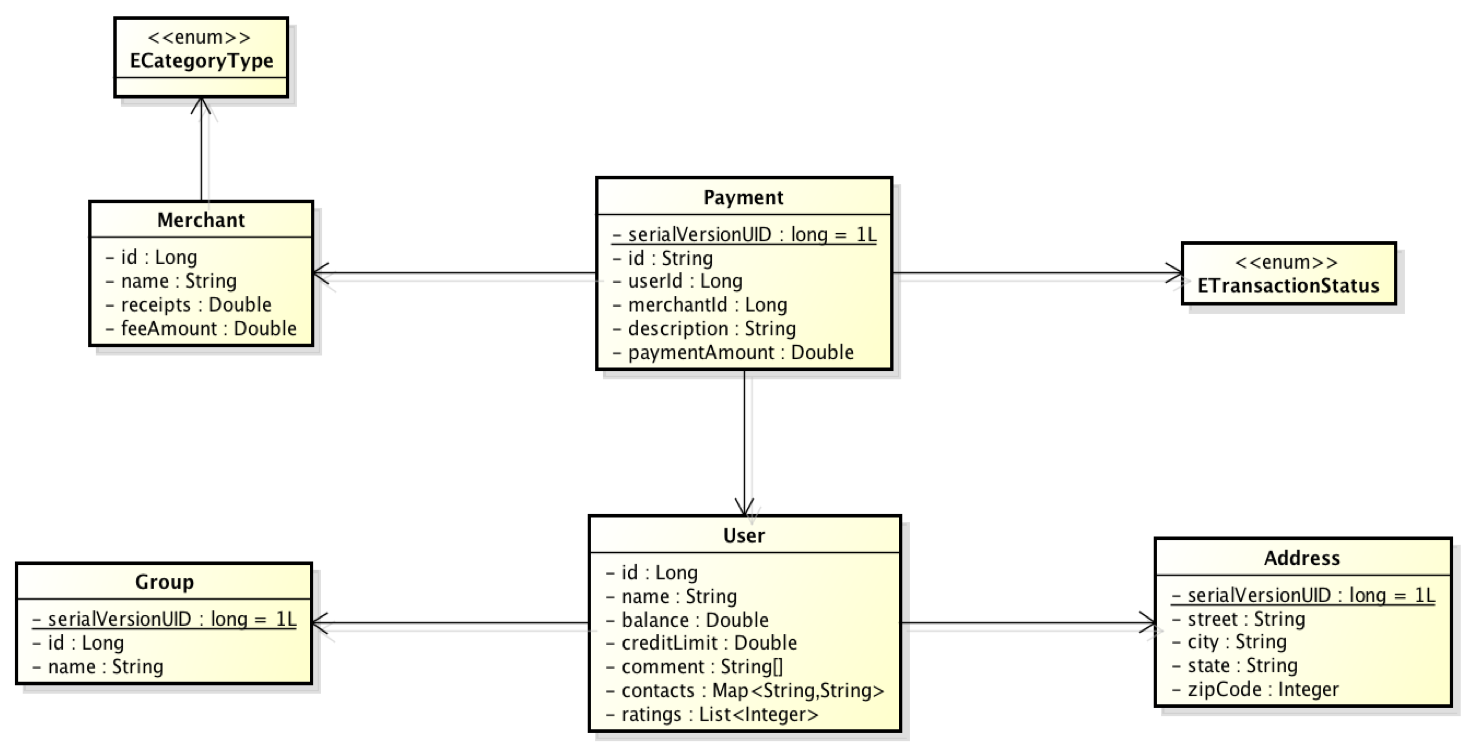 <<enum>>
ECategoryType
Merchant
- id : Long
- name : String
- receipts : Double
- feeAmount : Double
Payment
- serialVersionUID : long = 1L
- id : String
- userId : Long
- merchantId : Long
- description : String
- paymentAmount : Double
<<enum>>
ETransactionStatus
Group
- serialVersionUID : long = 1L
- id : Long
- name : String
User
- id : Long
- name : String
- balance : Double
- creditLimit : Double
- comment : String[]
- contacts : Map<String,String>
- ratings : List<Integer>
Address
- serialVersionUID : long = 1L
- street : String
- city : String
- state : String
- zipCode : Integer